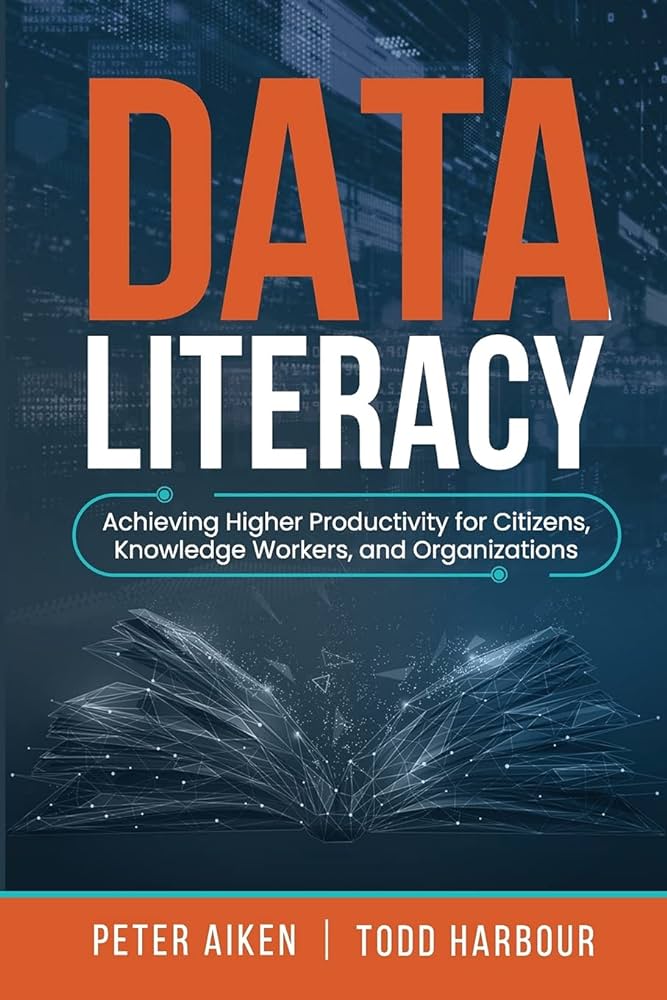 DATA
LITERACY
Achieving Higher Productivity for Citizens,
Knowledge Workers, and Organizations
PETER AIKEN | TODD HARBOUR